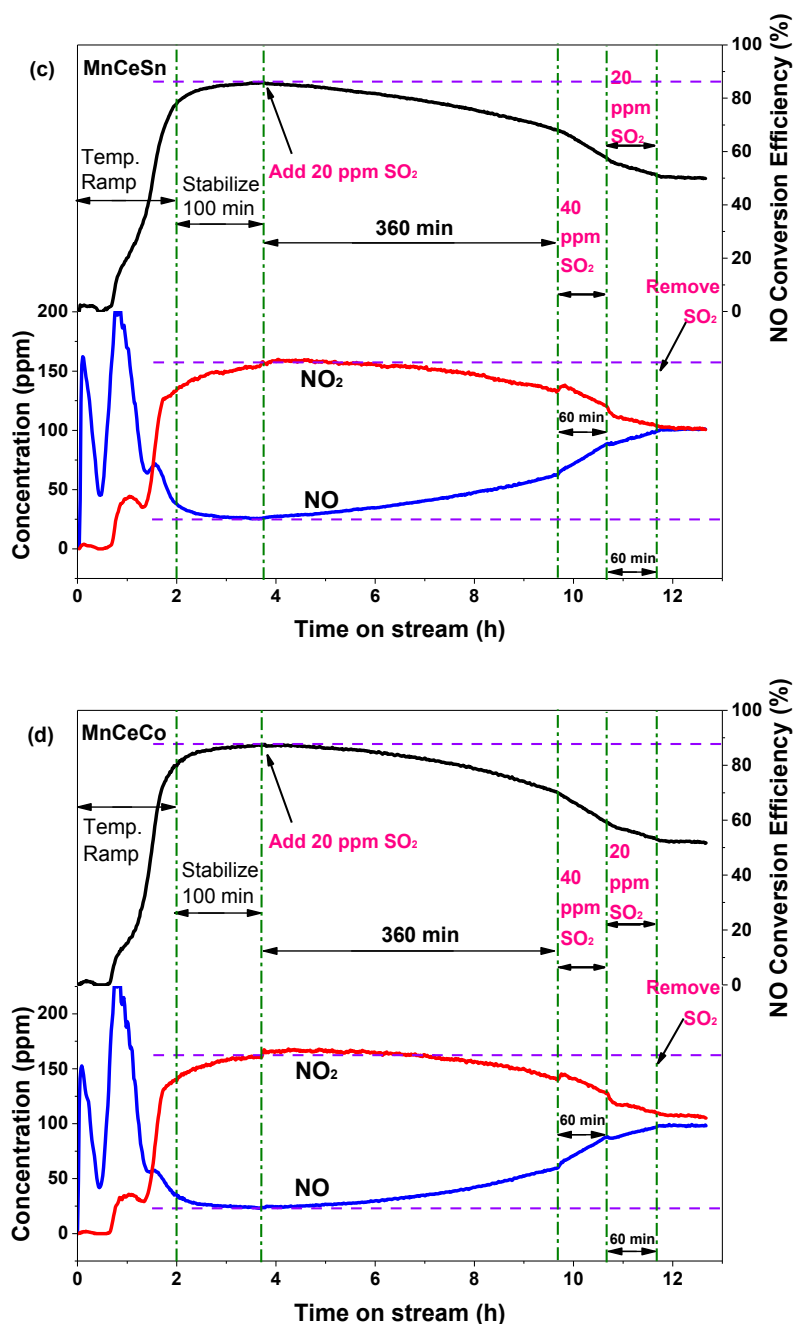 (c)
MnCeSn
Temp.
Ramp
Stabilize
100 min
Add 20 ppm SO₂
360 min
40
ppm
SO₂
20
ppm
SO₂
Remove
SO₂
NO₂
NO
60 min
60 min
100
80
60
40
20
0
NO Conversion Efficiency (%)
200
150
100
50
0
Concentration (ppm)
0 2 4 6 8 10 12
Time on stream (h)
(d)
MnCeCo
Temp.
Ramp
Stabilize
100 min
Add 20 ppm SO₂
360 min
40
ppm
SO₂
20
ppm
SO₂
Remove
SO₂
NO₂
NO
60 min
60 min
100
80
60
40
20
0
NO Conversion Efficiency (%)
200
150
100
50
0
Concentration (ppm)
0 2 4 6 8 10 12
Time on stream (h)